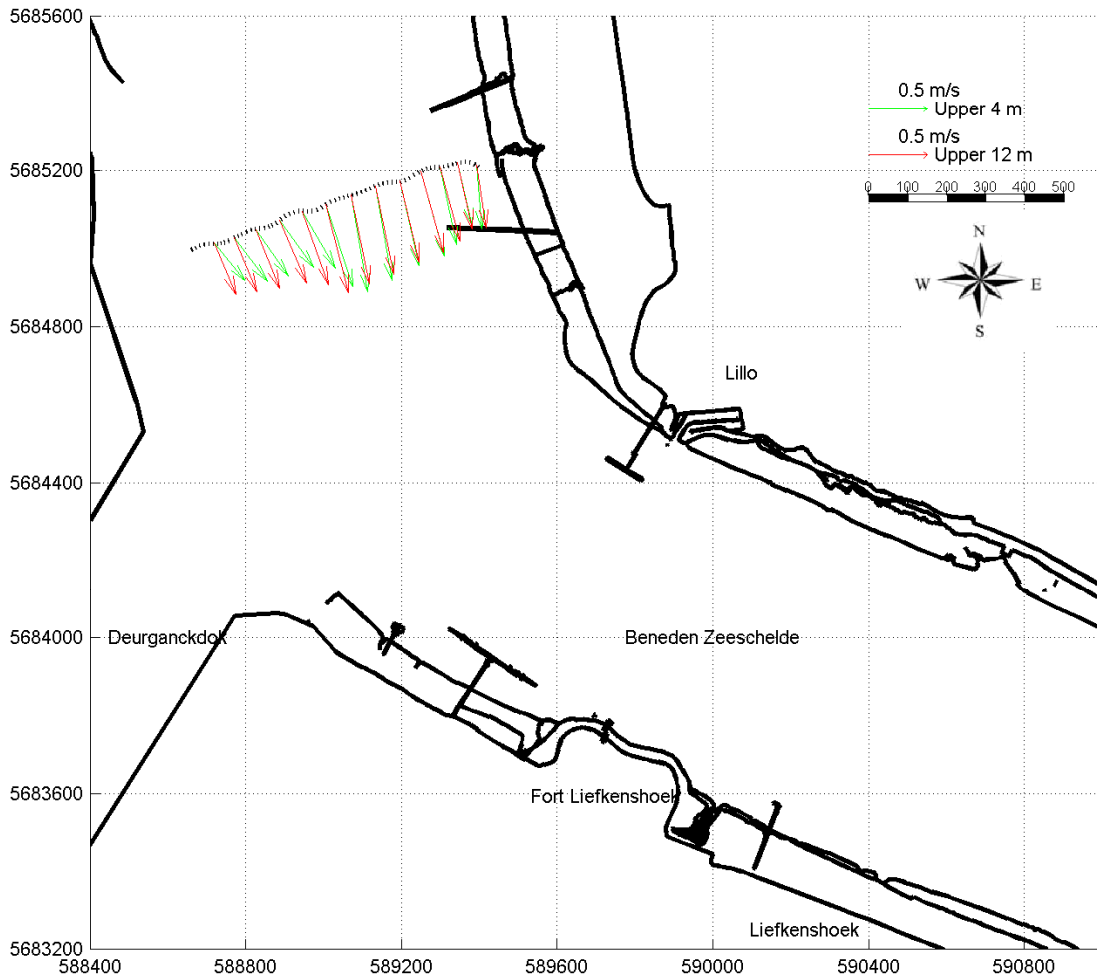 5685600
5685200
5684800
5684400
5684000
5683600
5683200
588400 588800 589200 589600 590000 590400 590800
0.5 m/s
Upper 4 m
0.5 m/s
Upper 12 m
0 100 200 300 400 500
N
W E
S
Lillo
Deurganckdok
Beneden Zeeschelde
Fort Liefkenshoek
Liefkenshoek